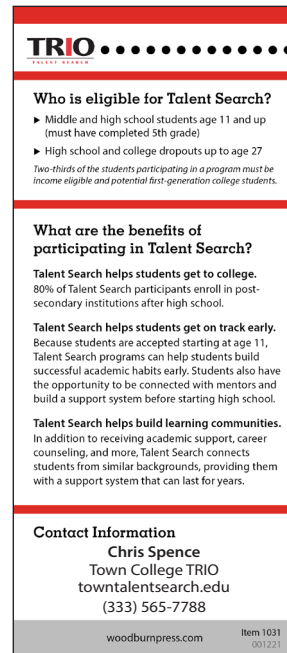 TRIO
TALENT SEARCH
Who is eligible for Talent Search?
▶ Middle and high school students age 11 and up
(must have completed 5th grade)
▶ High school and college dropouts up to age 27
Two-thirds of the students participating in a program must be
income eligible and potential first-generation college students.
What are the benefits of
participating in Talent Search?
Talent Search helps students get to college.
80% of Talent Search participants enroll in post-
secondary institutions after high school.
Talent Search helps students get on track early.
Because students are accepted starting at age 11,
Talent Search programs can help students build
successful academic habits early. Students also have
the opportunity to be connected with mentors and
build a support system before starting high school.
Talent Search helps build learning communities.
In addition to receiving academic support, career
counseling, and more, Talent Search connects
students from similar backgrounds, providing them
with a support system that can last for years.
Contact Information
Chris Spence
Town College TRIO
towntalentsearch.edu
(333) 565-7788
woodburnpress.com
Item 1031
001221